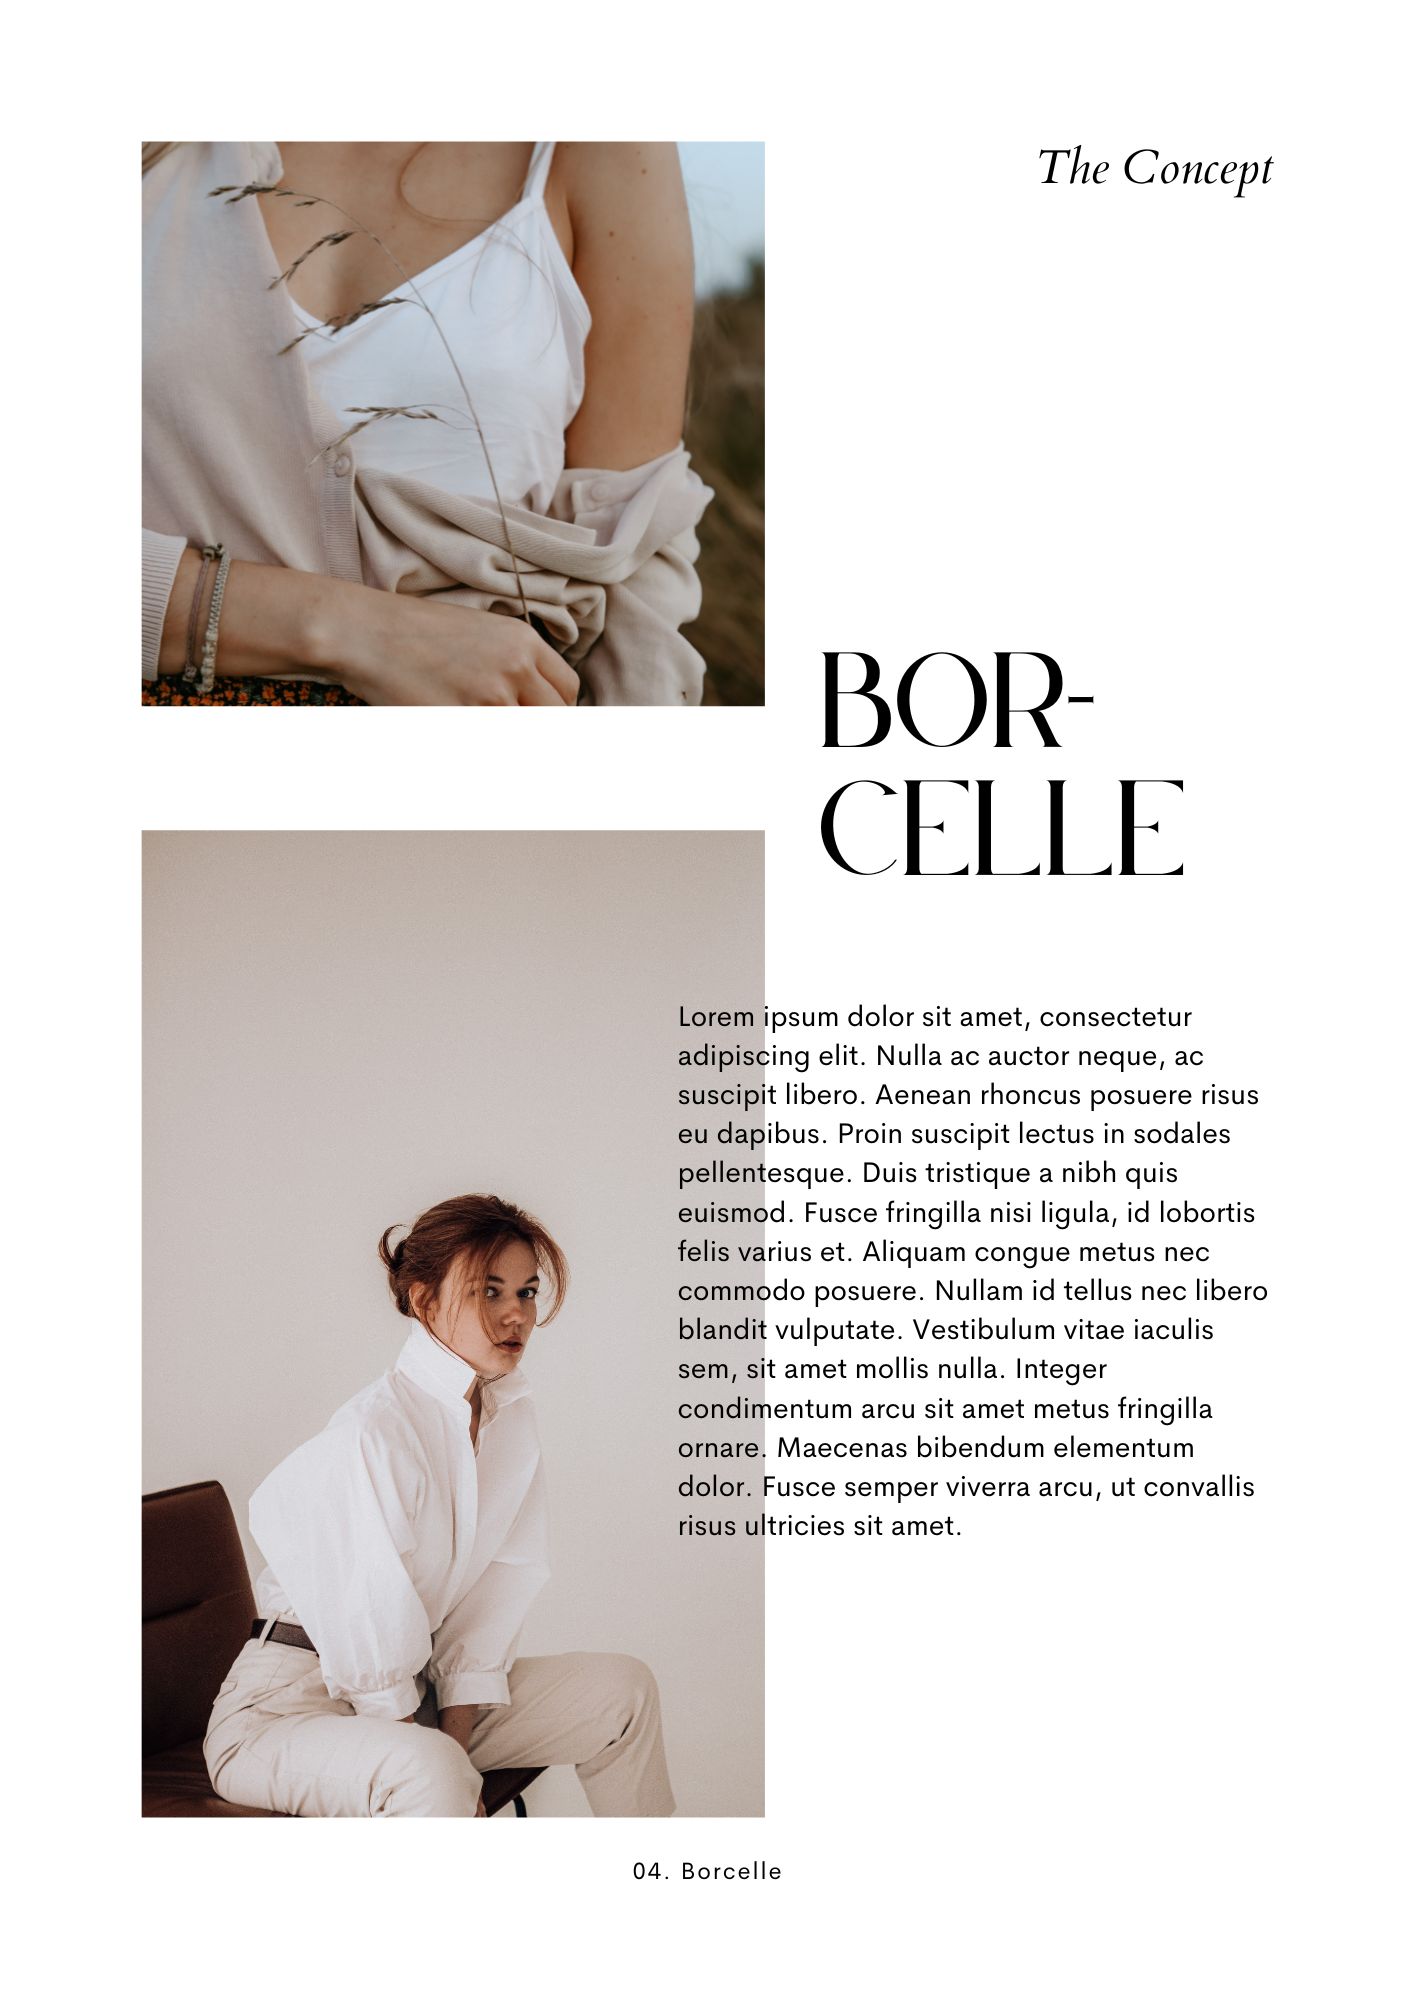 The Concept
BOR-
CELLE
Lorem ipsum dolor sit amet, consectetur
adipiscing elit. Nulla ac auctor neque, ac
suscipit libero. Aenean rhoncus posuere risus
eu dapibus. Proin suscipit lectus in sodales
pellentesque. Duis tristique a nibh quis
euismod. Fusce fringilla nisi ligula, id lobortis
felis varius et. Aliquam congue metus nec
commodo posuere. Nullam id tellus nec libero
blandit vulputate. Vestibulum vitae iaculis
sem, sit amet mollis nulla. Integer
condimentum arcu sit amet metus fringilla
ornare. Maecenas bibendum elementum
dolor. Fusce semper viverra arcu, ut convallis
risus ultricies sit amet.
04. Borcelle